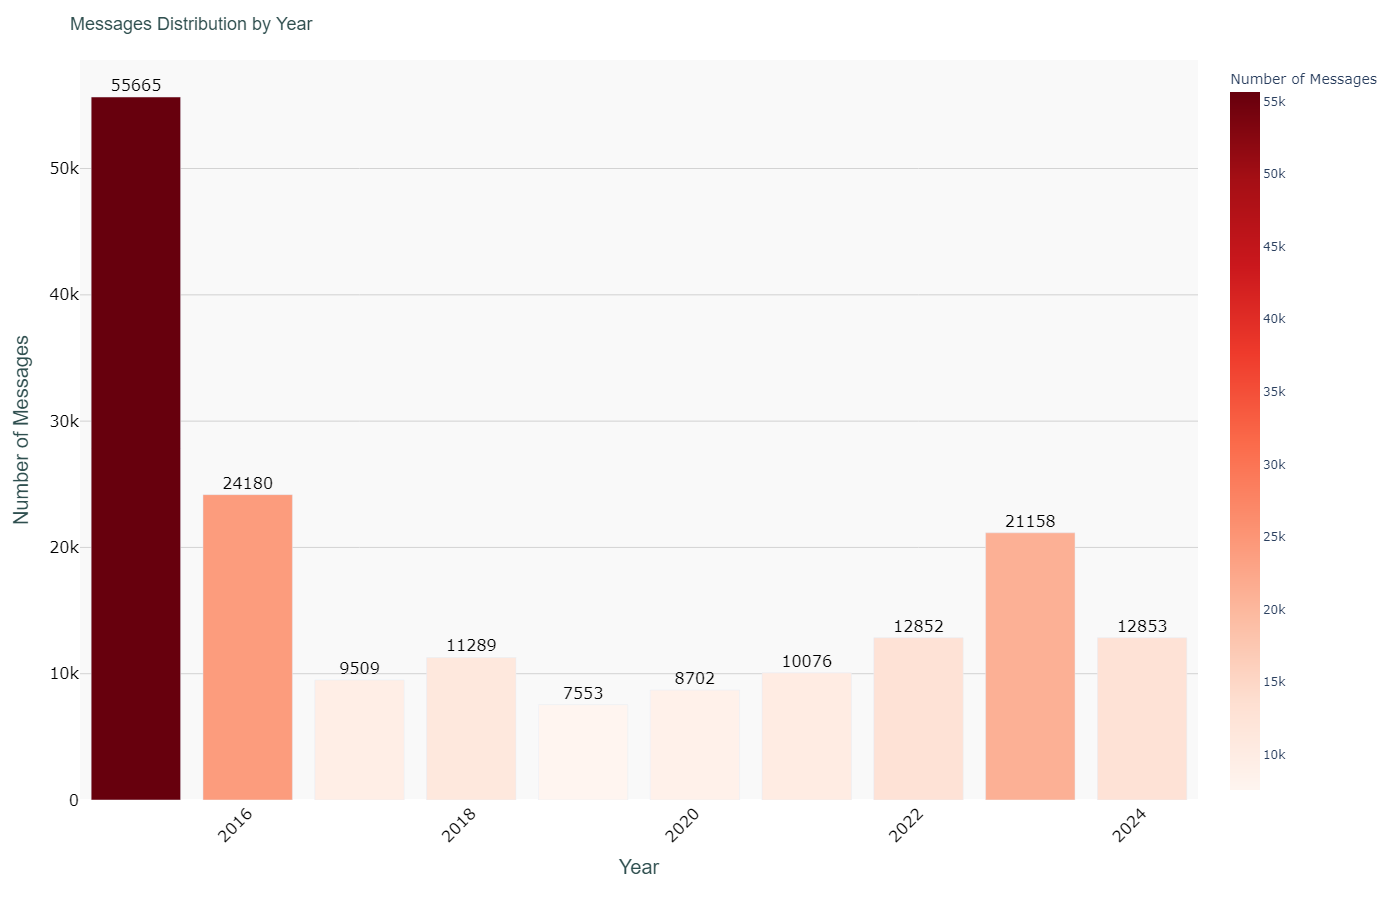 Messages Distribution by Year
Number of Messages
55k
50k
45k
40k
35k
30k
25k
20k
15k
10k
50k
40k
30k
20k
10k
0
Number of Messages
55665
24180
9509
11289
7553
8702
10076
12852
21158
12853
2016
2018
2020
2022
2024
Year